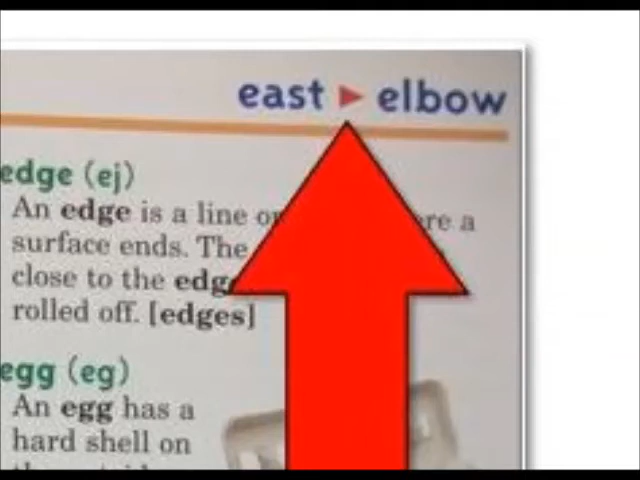 east ▶ elbow
edge (ej)
An edge is a line or
re a
surface ends. The
close to the
rolled off. [edges]
egg (eg)
An egg has a
hard shell on